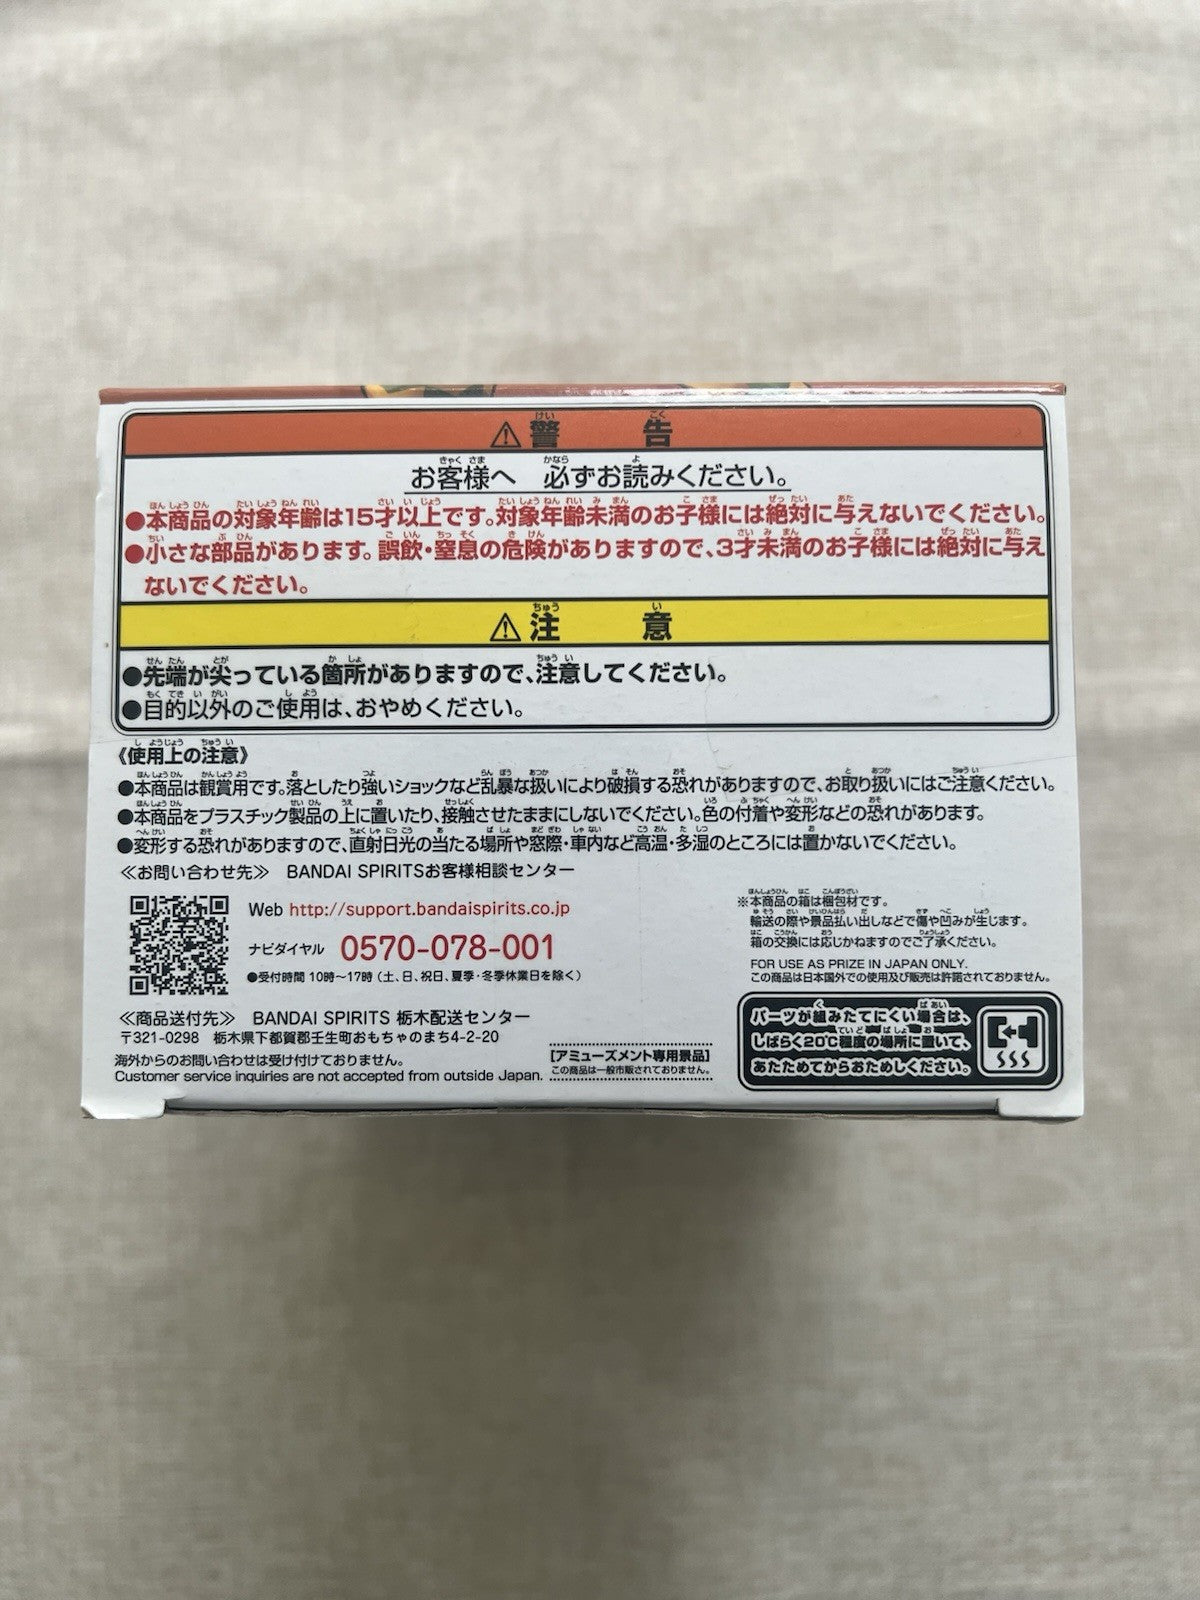 ⚠警告
お客様へ 必ずお読みください。
●本商品の対象年齢は15才以上です。対象年齢未満のお子様には絶対に与えないでください。
●小さな部品があります。誤飲・窒息の危険がありますので、3才未満のお子様には絶対に与え
ないでください。
⚠注意
●先端が尖っている箇所がありますので、注意してください。
●目的以外のご使用は、おやめください。
《使用上の注意》
●本商品は観賞用です。落としたり強いショックなど乱暴な扱いにより破損する恐れがありますので、お取り扱いにはご注意ください。
●本商品をプラスチック製品の上に置いたり、接触させたままにしないでください。色の付着や変形などの恐れがあります。
●変形する恐れがありますので、直射日光の当たる場所や窓際・車内など高温・多湿のところには置かないでください。
≪お問い合わせ先≫ BANDAI SPIRITSお客様相談センター
Web http://support.bandaispirits.co.jp
ナビダイヤル 0570-078-001
●受付時間 10時〜17時（土、日、祝日、夏季・冬季休業日を除く）
≪商品送付先≫ BANDAI SPIRITS 栃木配送センター
〒321-0298 栃木県下都賀郡壬生町おもちゃのまち4-2-20
海外からのお問い合わせは受け付けておりません。
Customer service inquiries are not accepted from outside Japan.
[アミューズメント専用景品]
この商品は一般市販されておりません。
※本商品の箱は梱包材です。
輸送の際や景品払い出しなどで傷や凹みが生じます。
箱の交換には応じかねますのでご了承ください。
FOR USE AS PRIZE IN JAPAN ONLY.
この商品は日本国外での使用及び販売は許諾されておりません。
パーツが組みたてにくい場合は、
しばらく20℃程度の場所に置いて、
あたためてからおためしください。